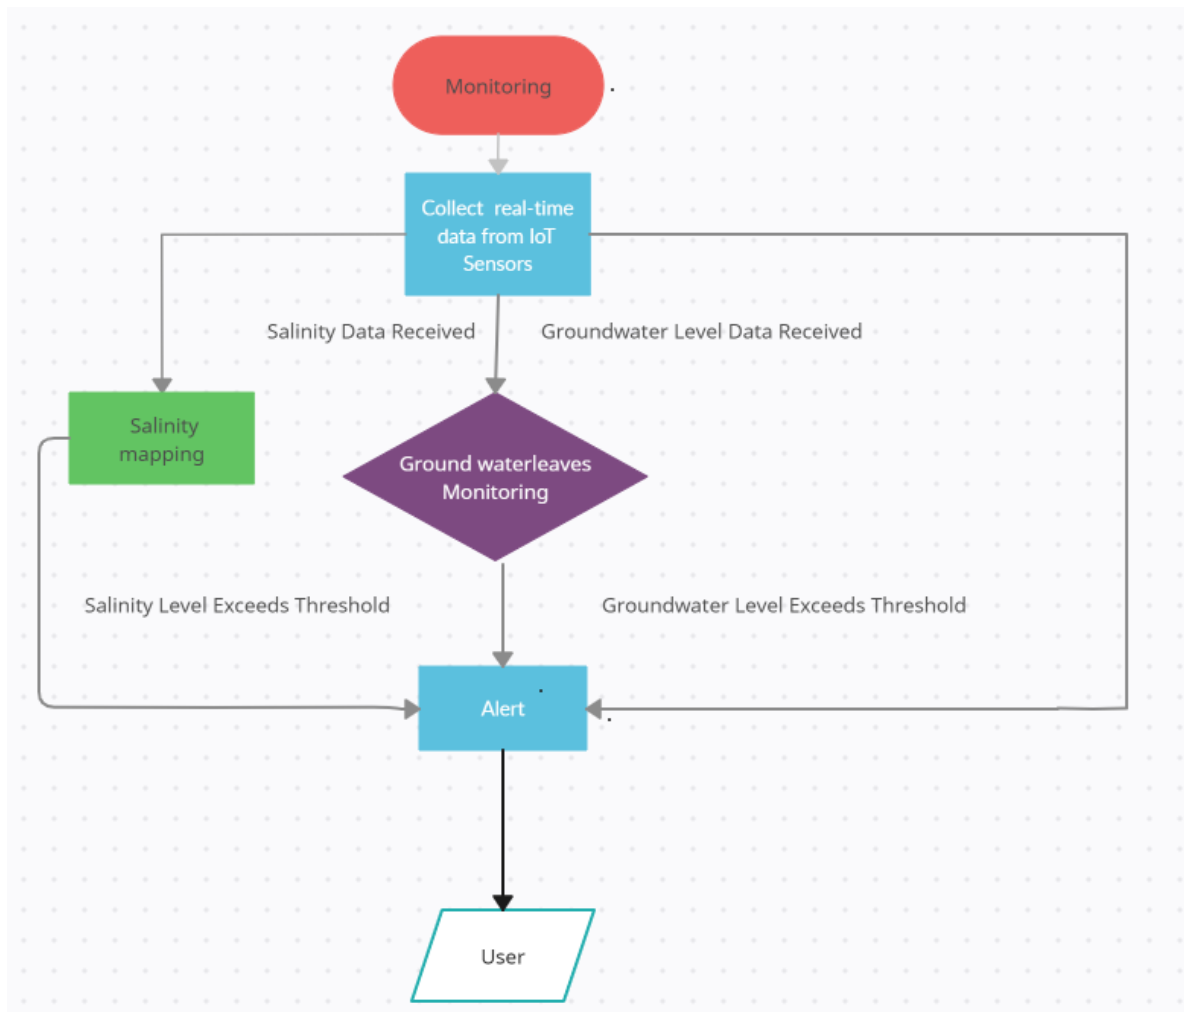 Monitoring
Collect real-time
data from IoT
Sensors
Salinity Data Received
Groundwater Level Data Received
Salinity
mapping
Ground waterleaves
Monitoring
Salinity Level Exceeds Threshold
Groundwater Level Exceeds Threshold
Alert
User